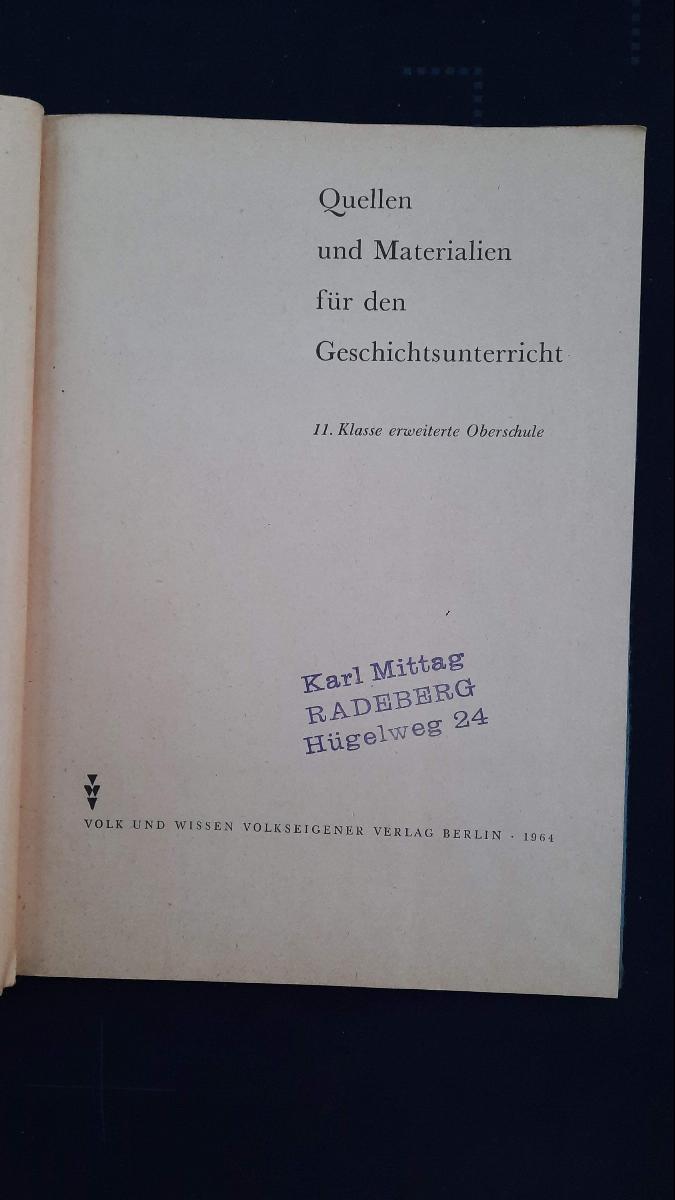 Quellen
und Materialien
für den
Geschichtsunterricht
11. Klasse erweiterte Oberschule
Karl Mittag
RADEBERG
Hügelweg 24
VOLK UND WISSEN VOLKSEIGENER VERLAG BERLIN · 1964